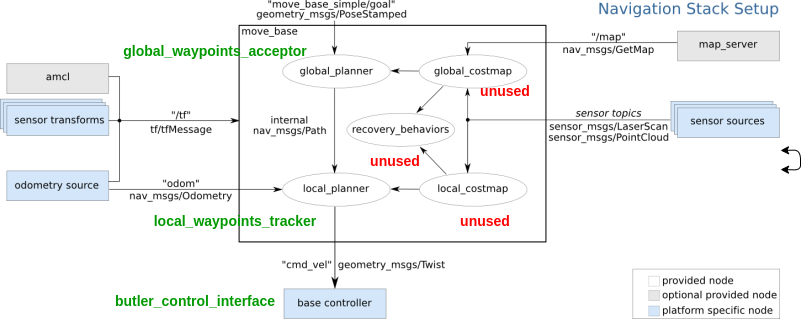 "move_base_simple/goal"
geometry_msgs/PoseStamped
Navigation Stack Setup
move_base
global_waypoints_acceptor
"/map"
nav_msgs/GetMap
map_server
amcl
global_planner
global_costmap
unused
sensor transforms
"/tf"
tf/tfMessage
internal
nav_msgs/Path
recovery_behaviors
sensor topics
sensor_msgs/LaserScan
sensor_msgs/PointCloud
sensor sources
unused
odometry source
"odom"
nav_msgs/Odometry
local_planner
local_costmap
local_waypoints_tracker
unused
"cmd_vel" geometry_msgs/Twist
butler_control_interface
base controller
provided node
optional provided node
platform specific node